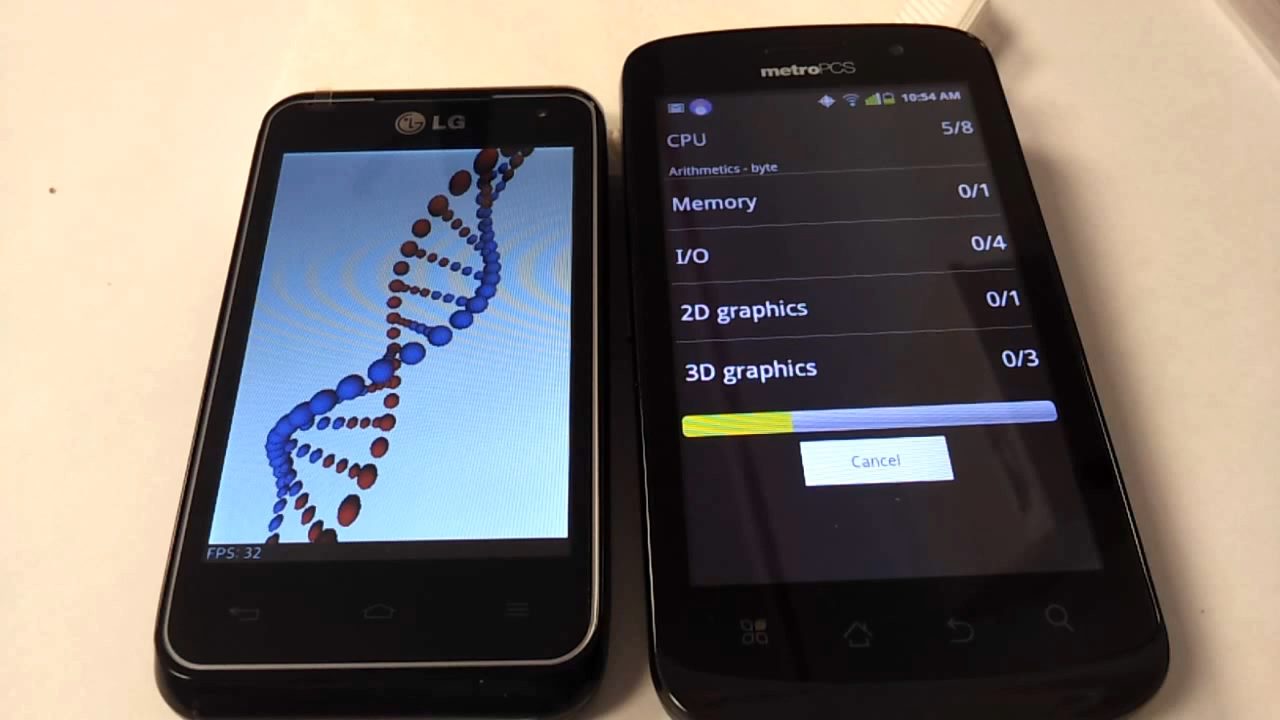 LG
FPS: 32
metroPCS
10:54 AM
CPU 5/8
Arithmetics - byte
Memory 0/1
I/O 0/4
2D graphics 0/1
3D graphics 0/3
Cancel